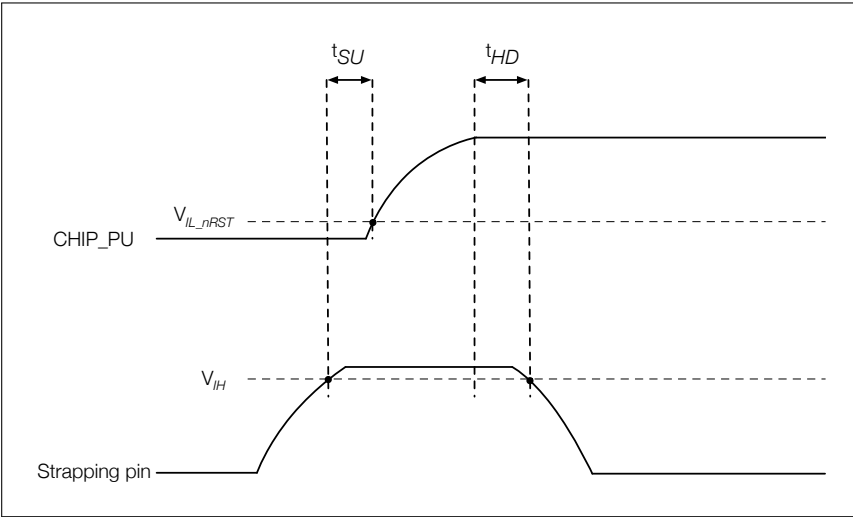 tSU
tHD
VIL_nRST
CHIP_PU
VIH
Strapping pin